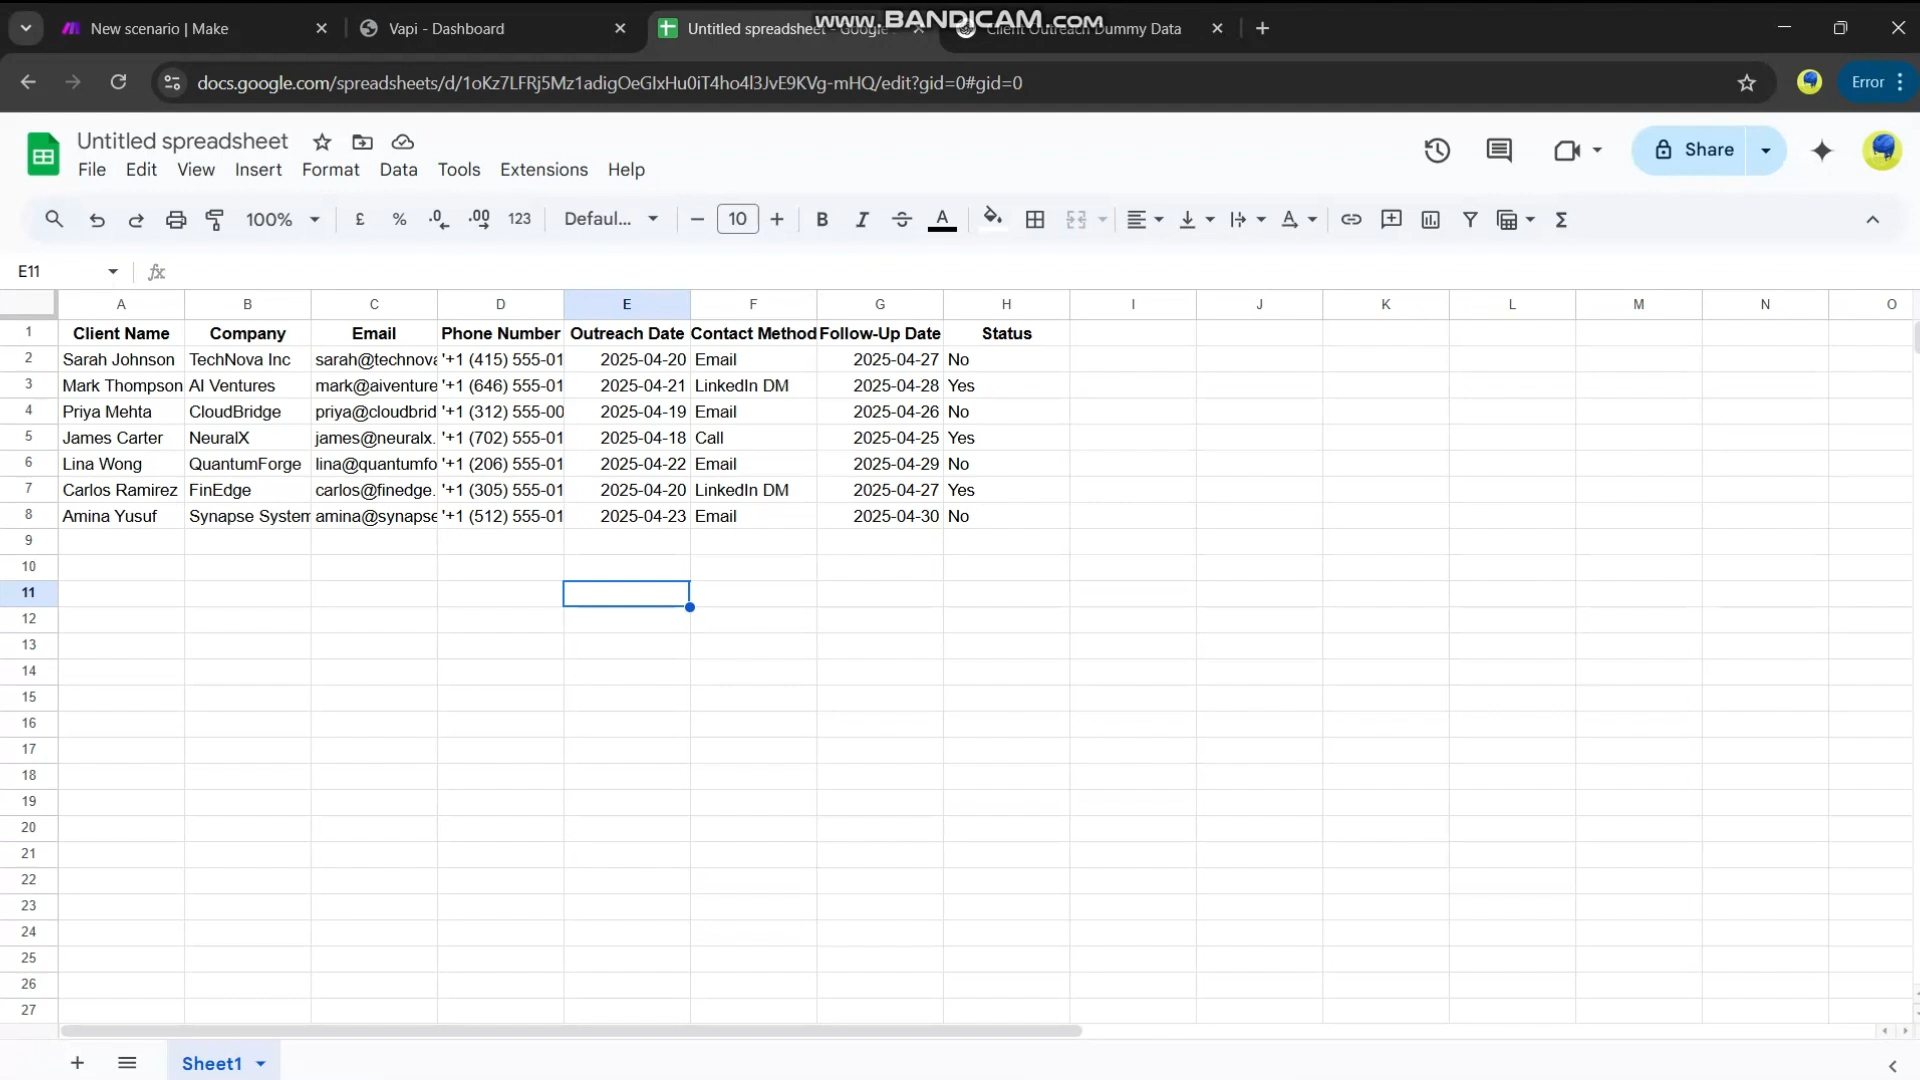 www.BANDICAM.com
New scenario | Make
Vapi - Dashboard
Untitled spreadsheet - Google
Client Outreach Dummy Data
docs.google.com/spreadsheets/d/1oKz7LFRj5Mz1adigOeGIxHu0iT4ho4l3JvE9KVg-mHQ/edit?gid=0#gid=0
Error
Untitled spreadsheet
File Edit View Insert Format Data Tools Extensions Help
Share
100% £ % .0 .00 123 Defaul... 10 B I A Σ
E11 fx
A B C D E F G H I J K L M N O
1 Client Name Company Email Phone Number Outreach Date Contact Method Follow-Up Date Status
2 Sarah Johnson TechNova Inc sarah@technova '+1 (415) 555-01 2025-04-20 Email 2025-04-27 No
3 Mark Thompson AI Ventures mark@aiventure '+1 (646) 555-01 2025-04-21 LinkedIn DM 2025-04-28 Yes
4 Priya Mehta CloudBridge priya@cloudbrid '+1 (312) 555-00 2025-04-19 Email 2025-04-26 No
5 James Carter NeuralX james@neuralx. '+1 (702) 555-01 2025-04-18 Call 2025-04-25 Yes
6 Lina Wong QuantumForge lina@quantumfo '+1 (206) 555-01 2025-04-22 Email 2025-04-29 No
7 Carlos Ramirez FinEdge carlos@finedge. '+1 (305) 555-01 2025-04-20 LinkedIn DM 2025-04-27 Yes
8 Amina Yusuf Synapse System amina@synapse '+1 (512) 555-01 2025-04-23 Email 2025-04-30 No
9
10
11
12
13
14
15
16
17
18
19
20
21
22
23
24
25
26
27
Sheet1